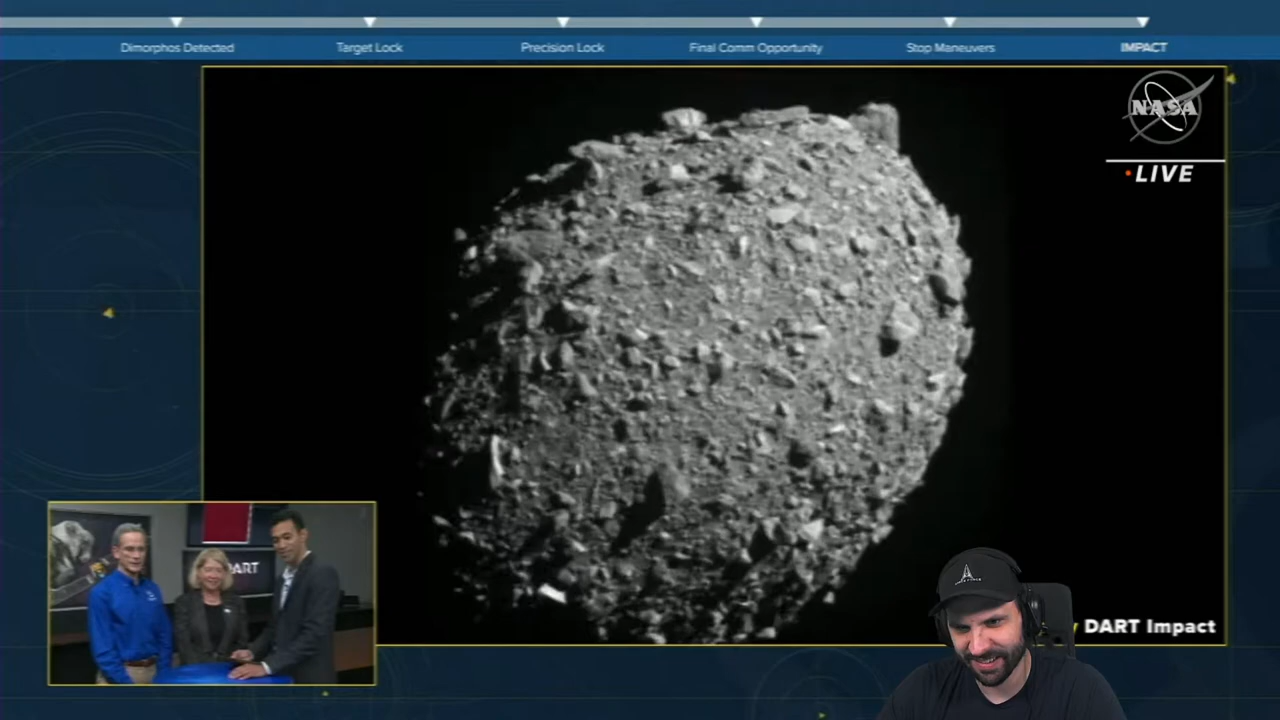 Dimorphos Detected
Target Lock
Precision Lock
Final Comm Opportunity
Stop Maneuvers
IMPACT
NASA
LIVE
DART
DART Impact